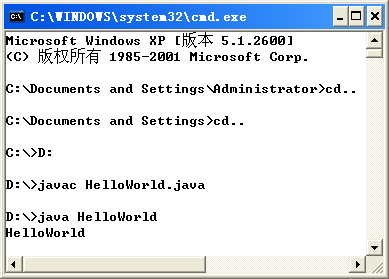 C:\WINDOWS\system32\cmd.exe
Microsoft Windows XP [版本 5.1.2600]
(C) 版权所有 1985-2001 Microsoft Corp.
C:\Documents and Settings\Administrator>cd..
C:\Documents and Settings>cd..
C:\>D:
D:\>javac HelloWorld.java
D:\>java HelloWorld
HelloWorld